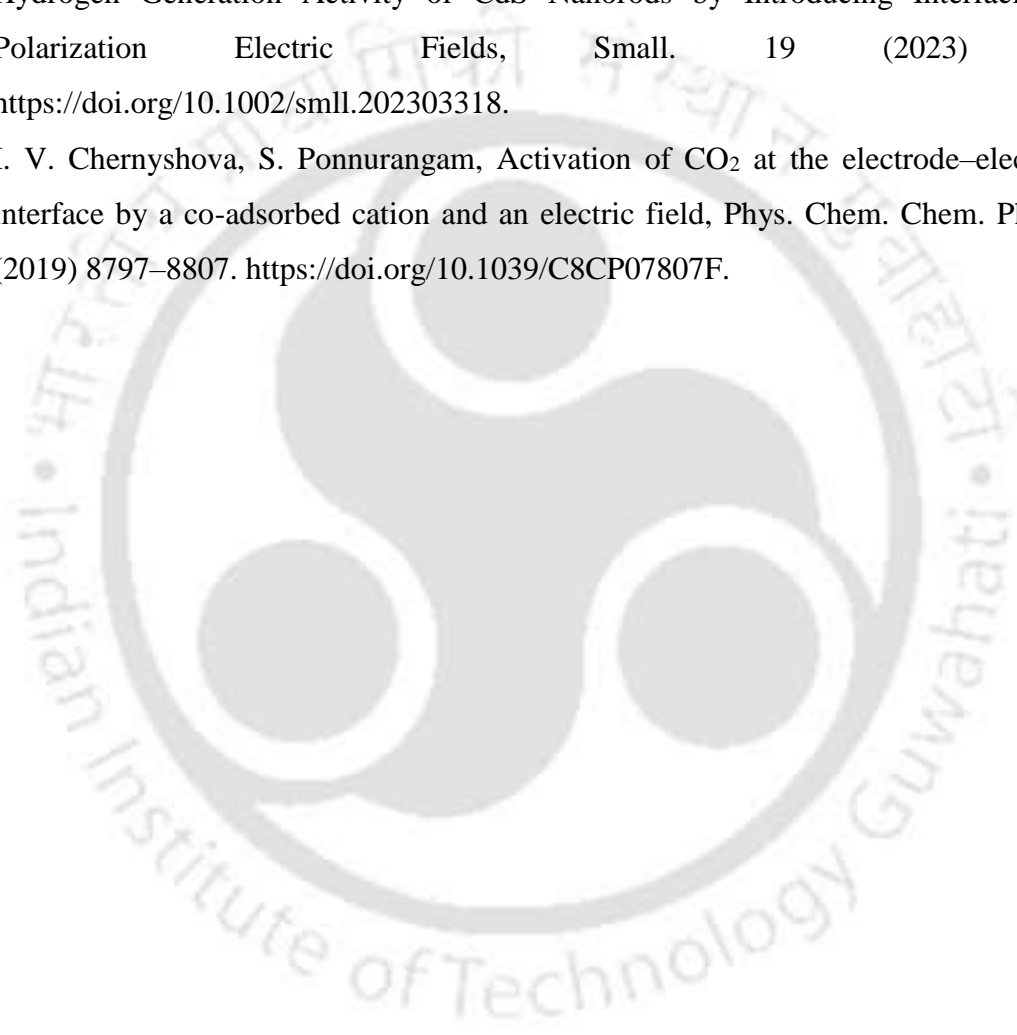 Hydrogen Generation Activity of CdS Nanorods by Introducing Interfac
Polarization Electric Fields, Small. 19 (2023)
https://doi.org/10.1002/smll.202303318.
I. V. Chernyshova, S. Ponnurangam, Activation of CO₂ at the electrode–elec
interface by a co-adsorbed cation and an electric field, Phys. Chem. Chem. P
(2019) 8797–8807. https://doi.org/10.1039/C8CP07807F.
भारतीय प्रौद्योगिकी संस्थान गुवाहाटी
Indian Institute of Technology Guwahati